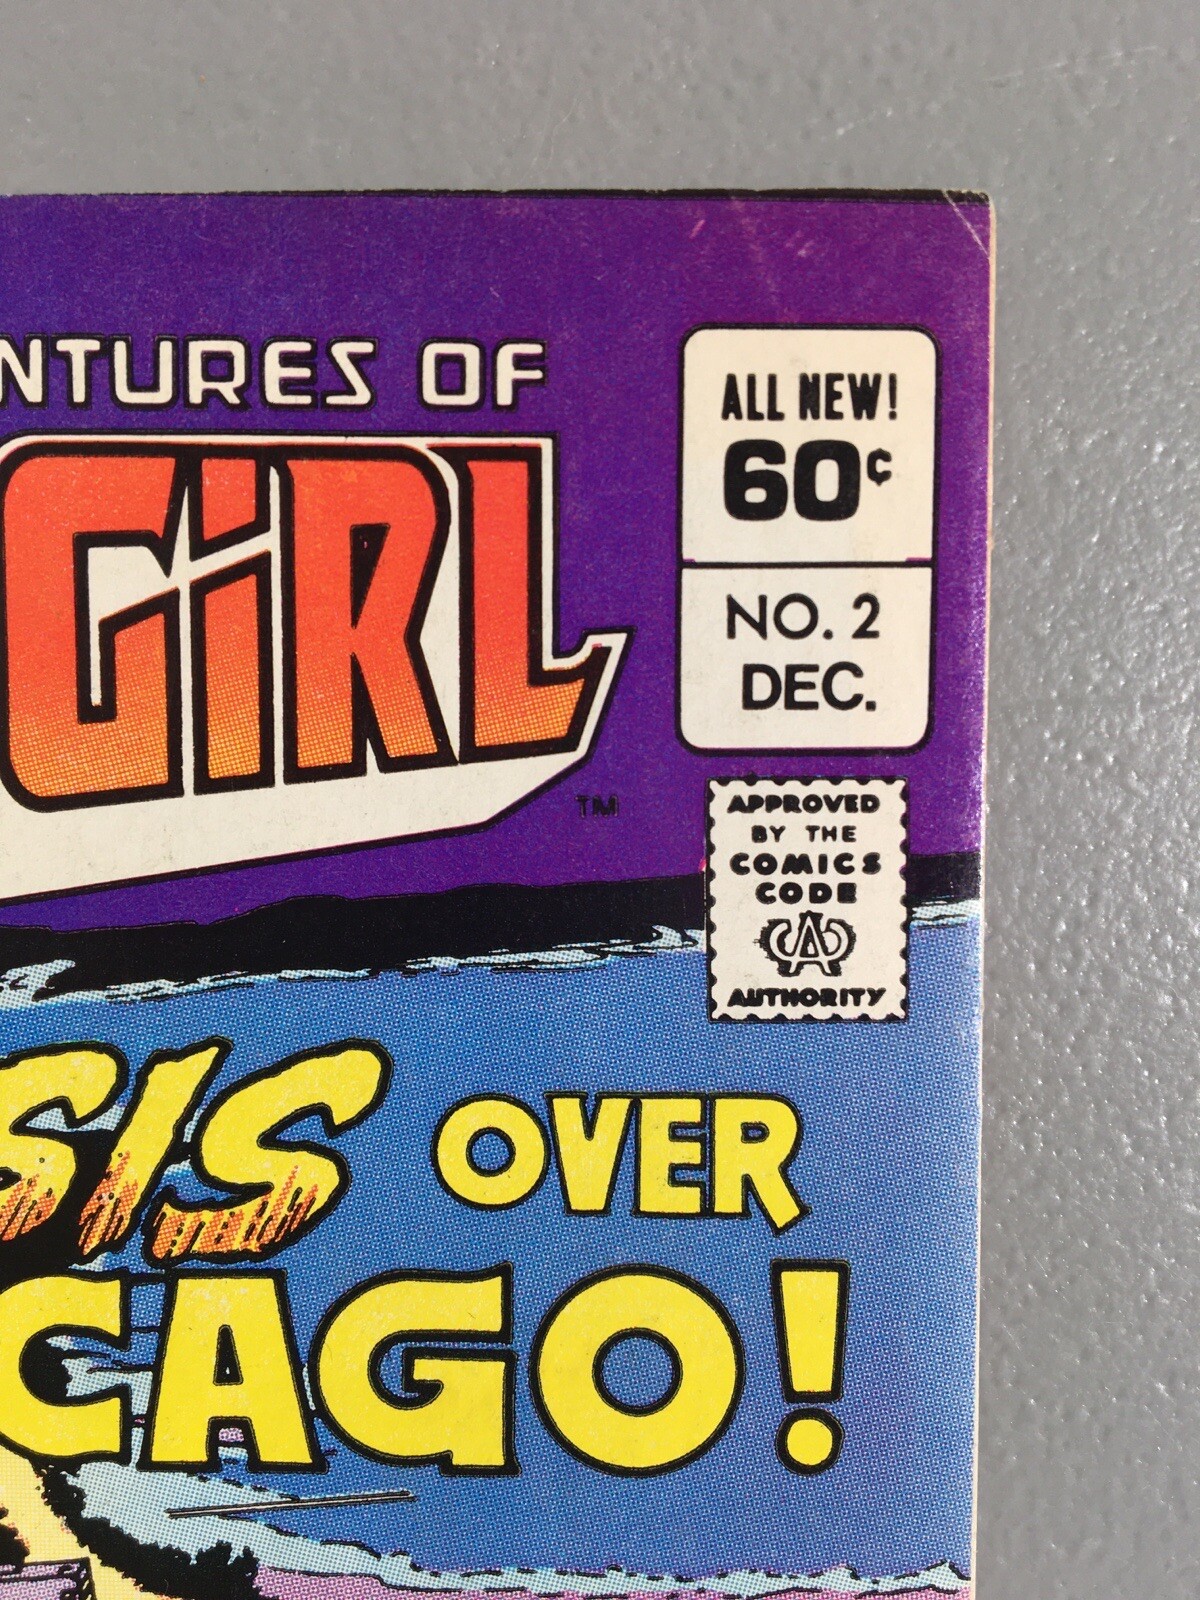 NTURES OF
GIRL
TM
ALL NEW!
60¢
NO. 2
DEC.
APPROVED
BY THE
COMICS
CODE
CA
AUTHORITY
SIS OVER
CAGO!